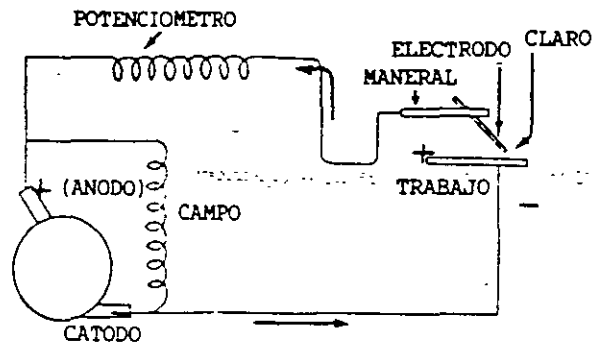 POTENCIOMETRO
ELECTRODO
CLARO
MANERAL
+
TRABAJO
+ (ANODO)
CAMPO
-
CATODO